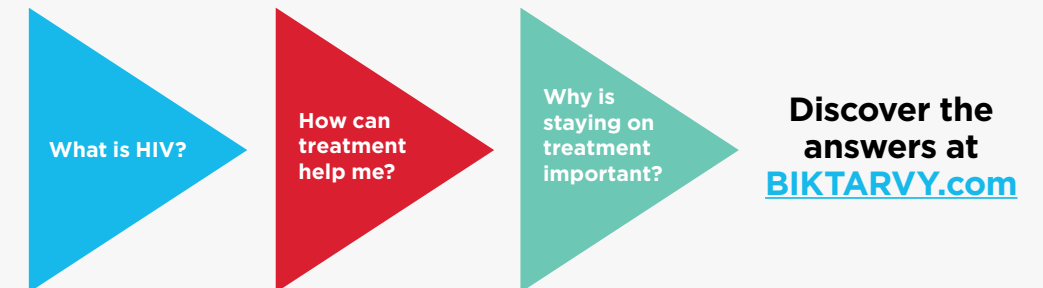 What is HIV?
How can
treatment
help me?
Why is
staying on
treatment
important?
Discover the
answers at
BIKTARVY.com